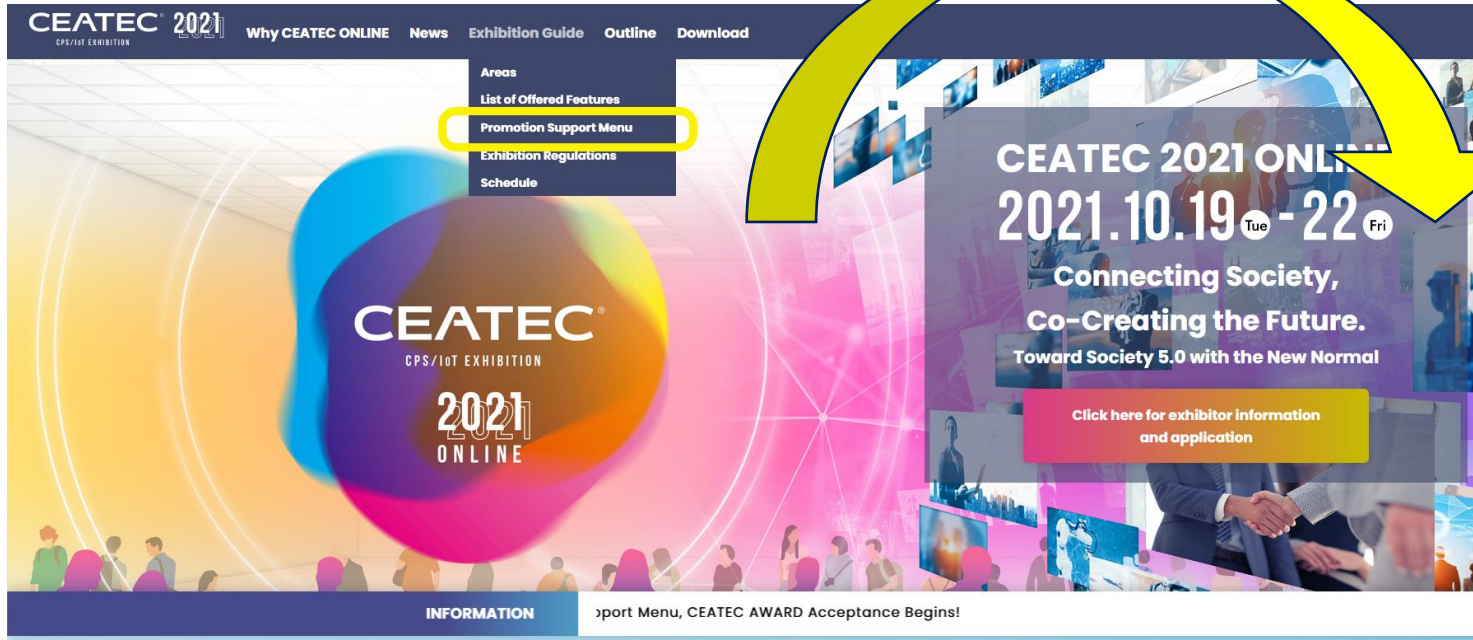 CEATEC® 2021
CPS/IoT EXHIBITION
Why CEATEC ONLINE News Exhibition Guide Outline Download
Areas
List of Offered Features
Promotion Support Menu
Exhibition Regulations
Schedule
CEATEC®
CPS/IoT EXHIBITION
2021
ONLINE
CEATEC 2021
2021.10.19 Tue - 22 Fri
Connecting Society,
Co-Creating the Future.
Toward Society 5.0 with the New Normal
Click here for exhibitor information
and application
INFORMATION
pport Menu, CEATEC AWARD Acceptance Begins!